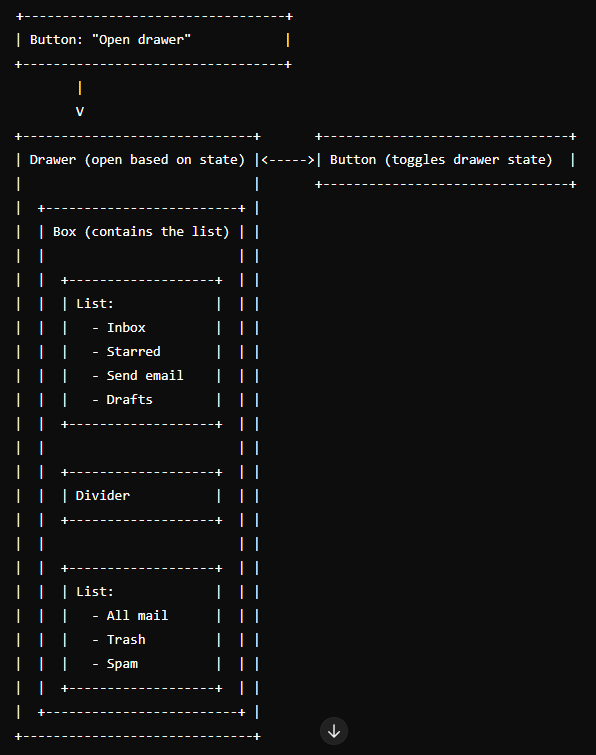 +----------------------------------+
| Button: "Open drawer"            |
+----------------------------------+
        |
        V
+------------------------------+       +--------------------------------+
| Drawer (open based on state) |<----->| Button (toggles drawer state)  |
|                              |       +--------------------------------+
|  +-------------------------+ |
|  | Box (contains the list) | |
|  |                         | |
|  |  +-------------------+  | |
|  |  | List:             |  | |
|  |  |   - Inbox         |  | |
|  |  |   - Starred       |  | |
|  |  |   - Send email    |  | |
|  |  |   - Drafts        |  | |
|  |  +-------------------+  | |
|  |                         | |
|  |  +-------------------+  | |
|  |  | Divider           |  | |
|  |  +-------------------+  | |
|  |                         | |
|  |  +-------------------+  | |
|  |  | List:             |  | |
|  |  |   - All mail      |  | |
|  |  |   - Trash         |  | |
|  |  |   - Spam          |  | |
|  |  +-------------------+  | |
|  +-------------------------+ |
+------------------------------+